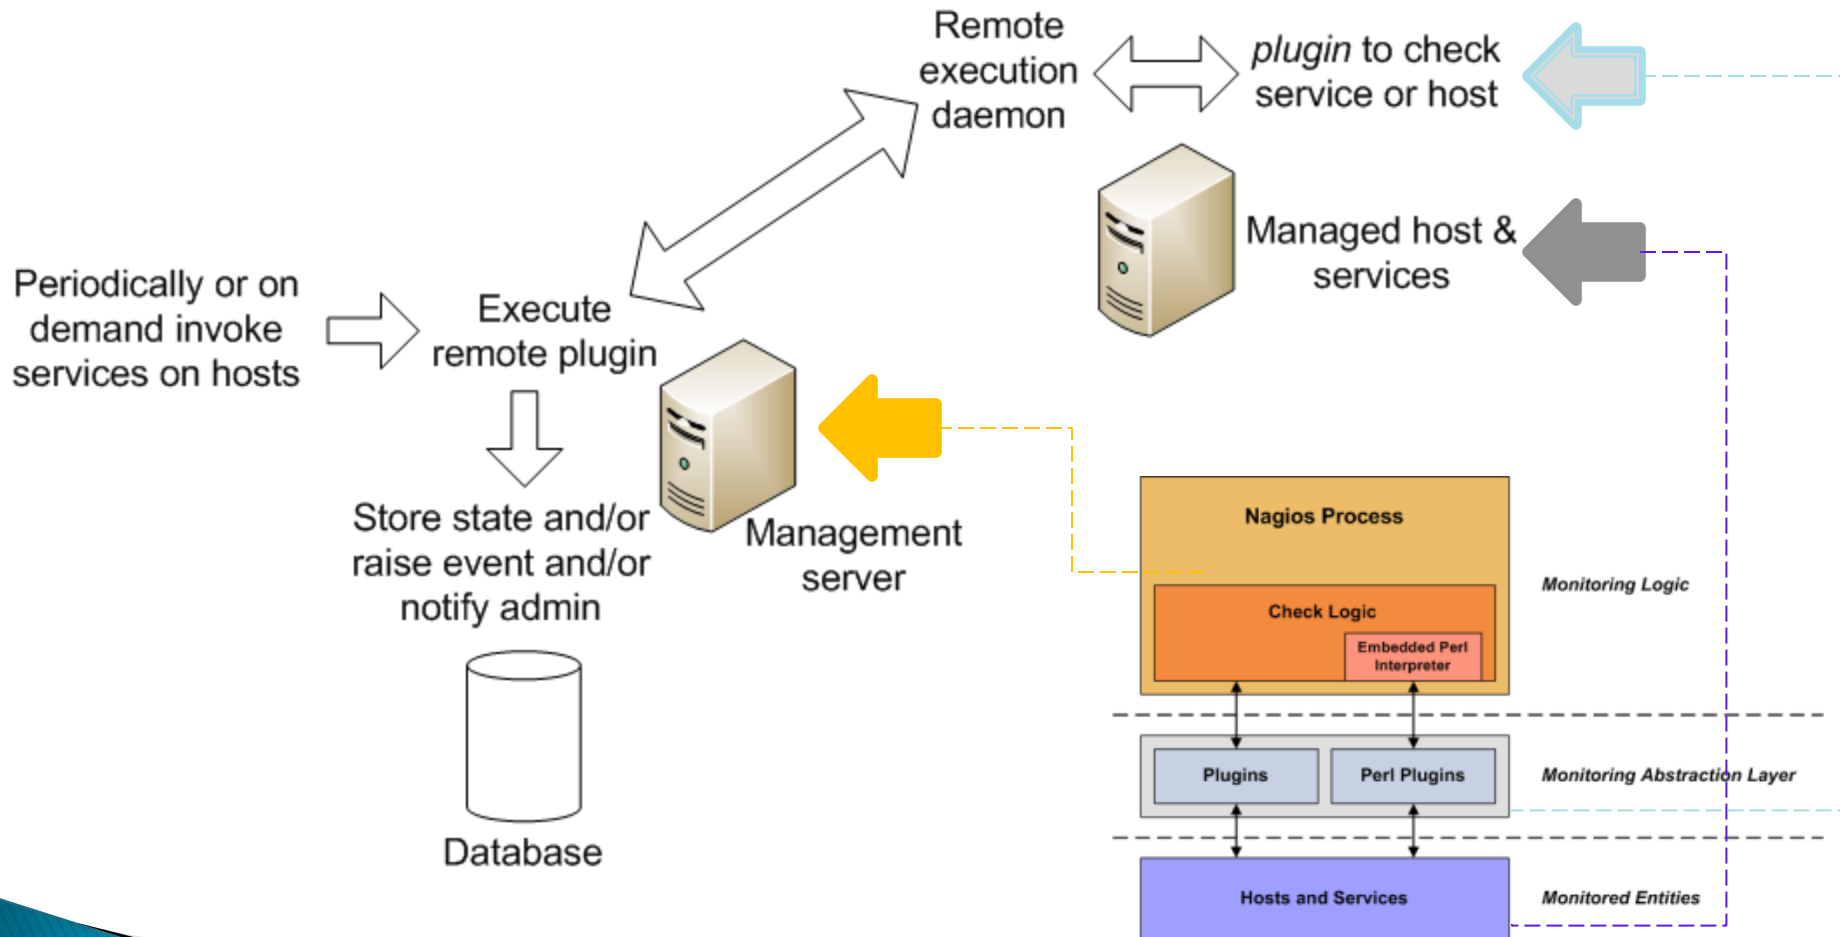 Remote
execution
daemon
plugin to check
service or host
Managed host &
services
Periodically or on
demand invoke
services on hosts
Execute
remote plugin
Store state and/or
raise event and/or
notify admin
Management
server
Database
Nagios Process
Check Logic
Embedded Perl
Interpreter
Monitoring Logic
Plugins
Perl Plugins
Monitoring Abstraction Layer
Hosts and Services
Monitored Entities